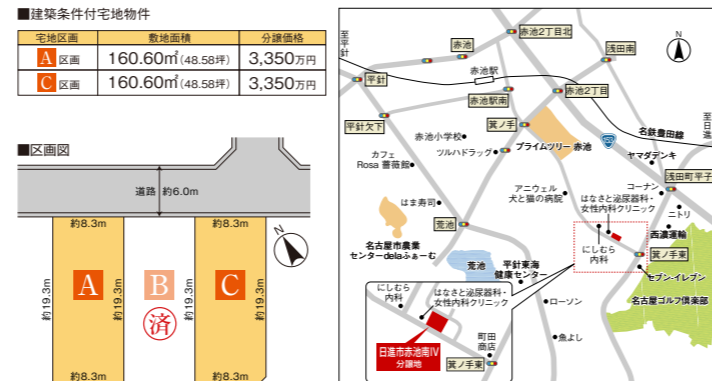 ■建築条件付宅地物件
宅地区画 敷地面積 分譲価格
A 区画 160.60㎡(48.58坪) 3,350万円
C 区画 160.60㎡(48.58坪) 3,350万円
■区画図
道路 約6.0m
約8.3m 約8.3m
N
約19.3m A 約19.3m B 約19.3m C 約19.3m
済
約8.3m 約8.3m
至平針
赤池
赤池2丁目北
浅田南
N
平針
赤池駅
赤池駅南
赤池2丁目
至日進
平針欠下
箕ノ手
名鉄豊田線
赤池小学校
ツルハドラッグ
プライムツリー 赤池
153
ヤマダデンキ
カフェ
Rosa 薔薇館
浅田町平子
アニウェル
犬と猫の病院
コーナン
はなさと泌尿器科・
女性内科クリニック
ニトリ
はま寿司
荒池
西濃運輸
名古屋市農業
センターdelaふぁーむ
にしむら
内科
箕ノ手東
荒池
平針東海
健康センター
セブン-イレブン
名古屋ゴルフ倶楽部
にしむら
内科
はなさと泌尿器科・
女性内科クリニック
ローソン
日進市赤池南Ⅳ
分譲地
町田
商店
魚よし
箕ノ手東